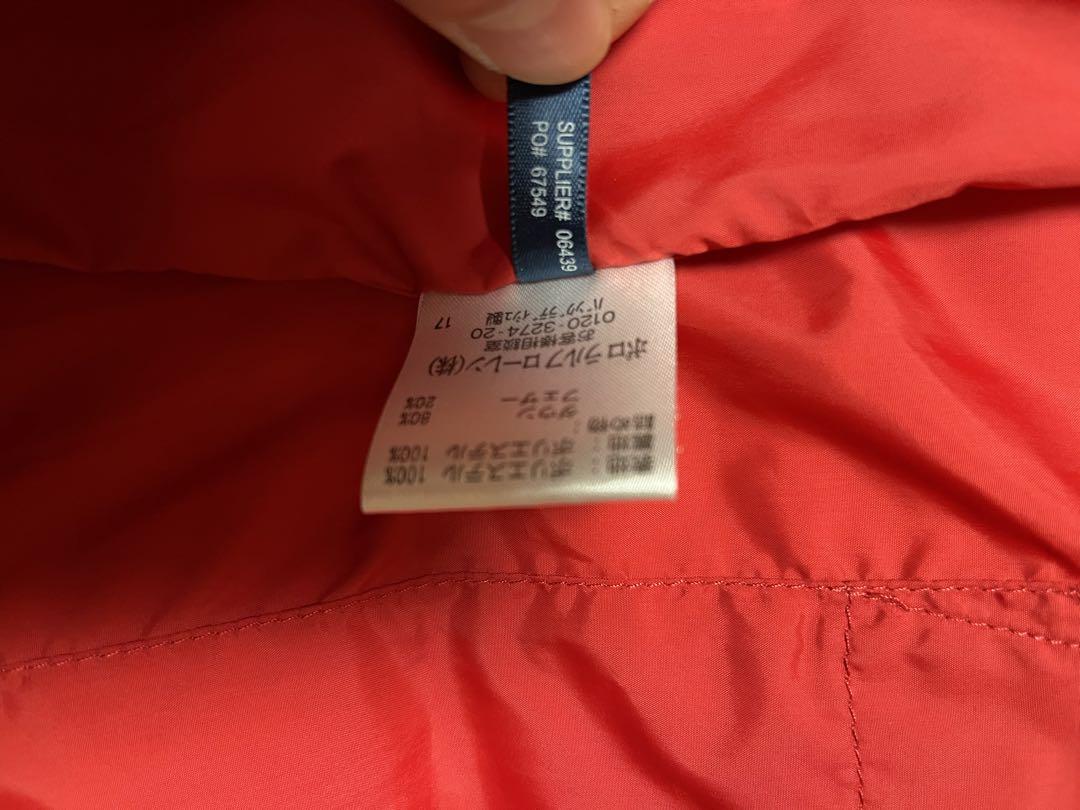 SUPPLIER# 06439
PO# 67549
表地 : ポリエステル 100%
裏地 : ポリエステル 100%
詰め物 : ダウン 80%
フェザー 20%
ポロ ラルフローレン(株)
お客様相談室
0120-3274-20
バングラディシュ製
17